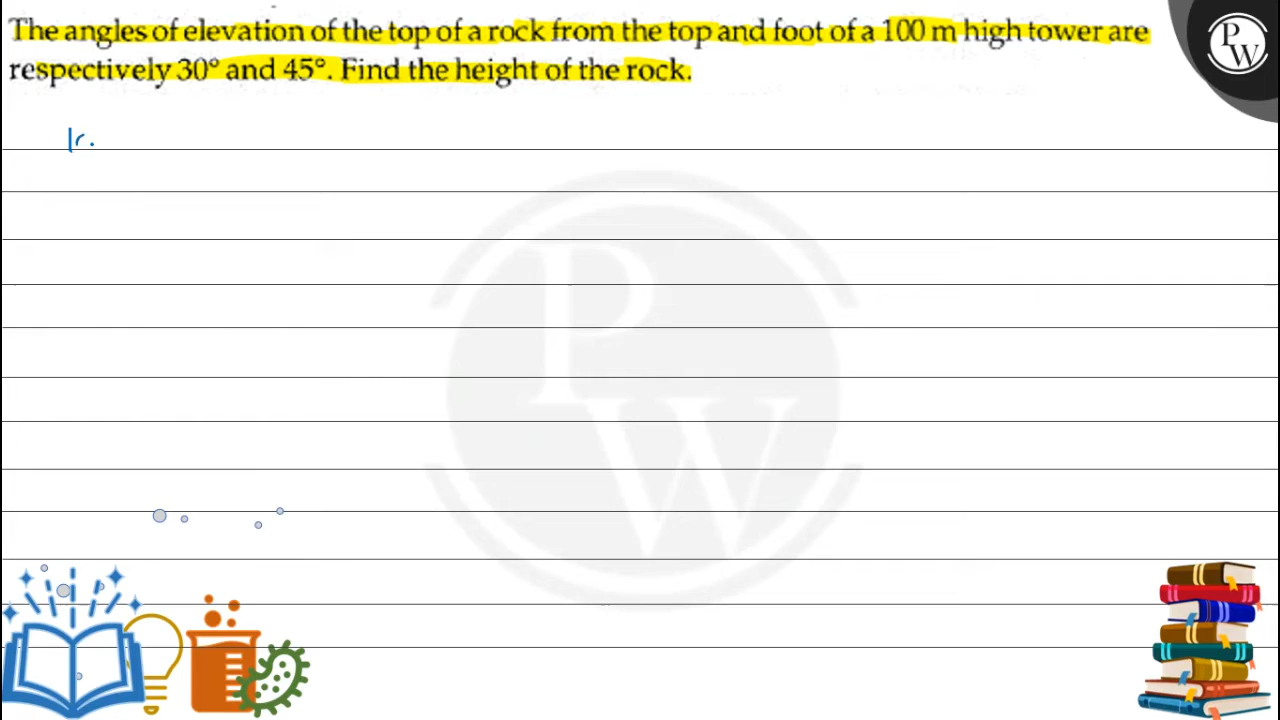 The angles of elevation of the top of a rock from the top and foot of a 100 m high tower are
respectively 30° and 45°. Find the height of the rock.
P
W
P
W